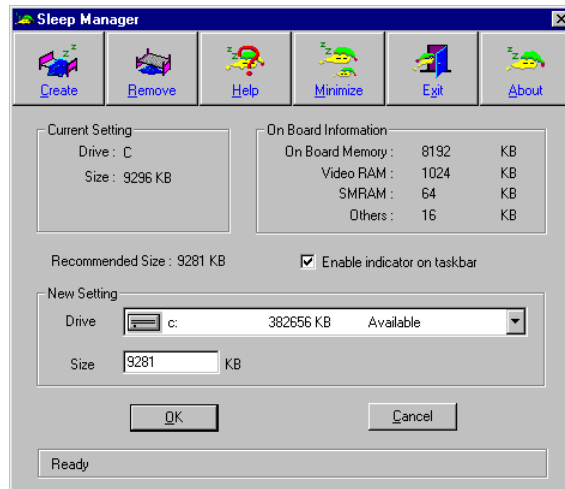 Sleep Manager
Create Remove Help Minimize Exit About
Current Setting
Drive : C
Size : 9296 KB
On Board Information
On Board Memory : 8192 KB
Video RAM : 1024 KB
SMRAM : 64 KB
Others : 16 KB
Recommended Size : 9281 KB
Enable indicator on taskbar
New Setting
Drive c: 382656 KB Available
Size 9281 KB
OK Cancel
Ready